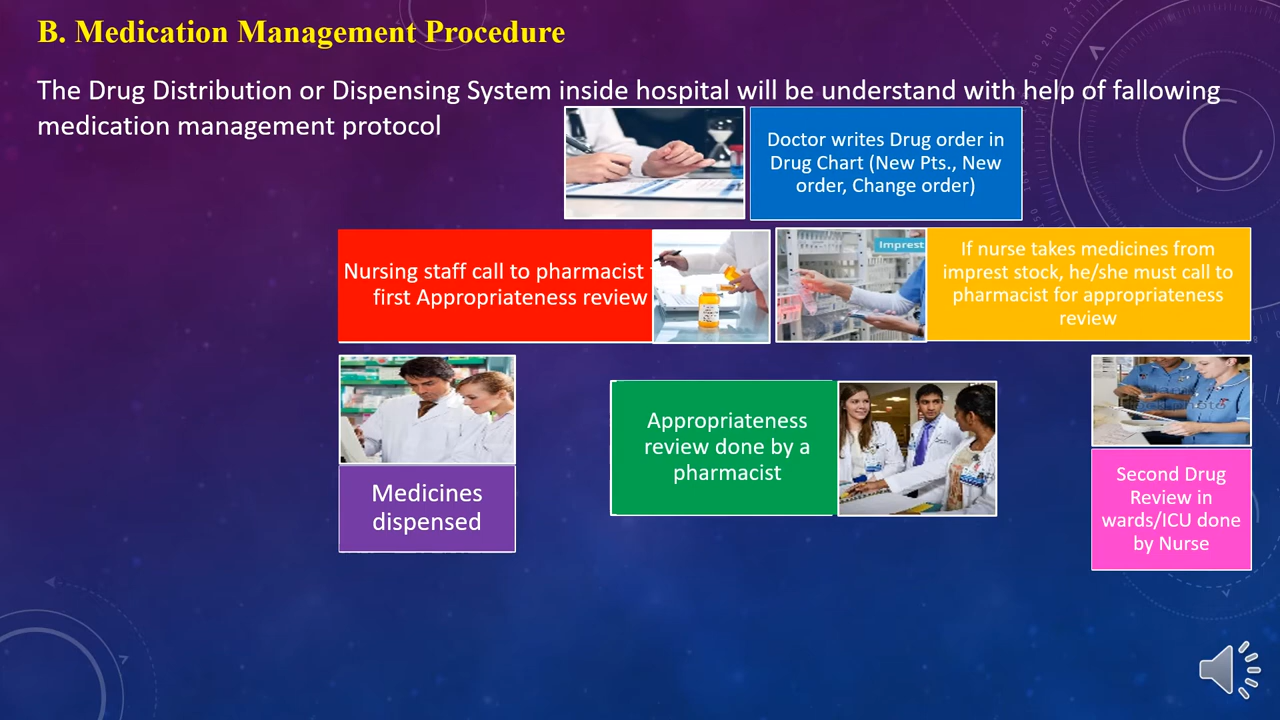 B. Medication Management Procedure
The Drug Distribution or Dispensing System inside hospital will be understand with help of fallowing
medication management protocol
Doctor writes Drug order in
Drug Chart (New Pts., New
order, Change order)
Nursing staff call to pharmacist
first Appropriateness review
Imprest
If nurse takes medicines from
imprest stock, he/she must call to
pharmacist for appropriateness
review
Medicines
dispensed
Appropriateness
review done by a
pharmacist
Second Drug
Review in
wards/ICU done
by Nurse